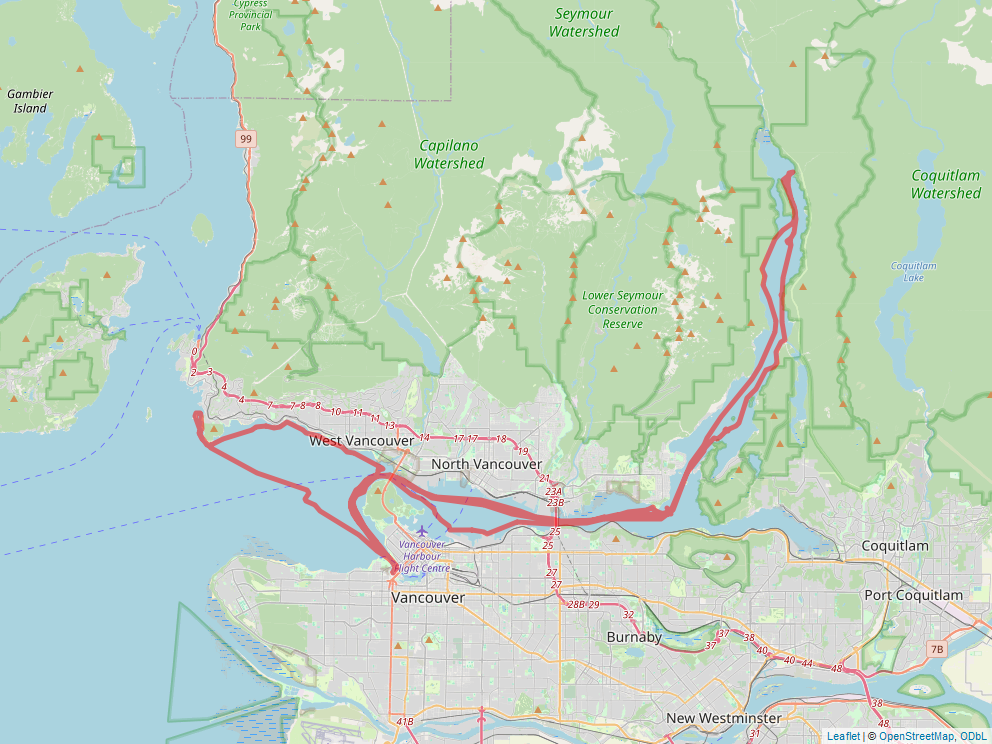 Cypress
Provincial
Park
Seymour
Watershed
Gambier
Island
99
Capilano
Watershed
Coquitlam
Watershed
Coquitlam
Lake
Lower Seymour
Conservation
Reserve
0
2
3
4
4
7
7
8
8
10
11
11
13
14
17
17
18
19
21
23A
23B
25
25
27
27
28B
29
32
37
37
38
40
40
44
48
48
38
31
41B
7B
West Vancouver
North Vancouver
Vancouver
Harbour
Flight Centre
Vancouver
Coquitlam
Port Coquitlam
Burnaby
New Westminster
Leaflet | © OpenStreetMap, ODbL